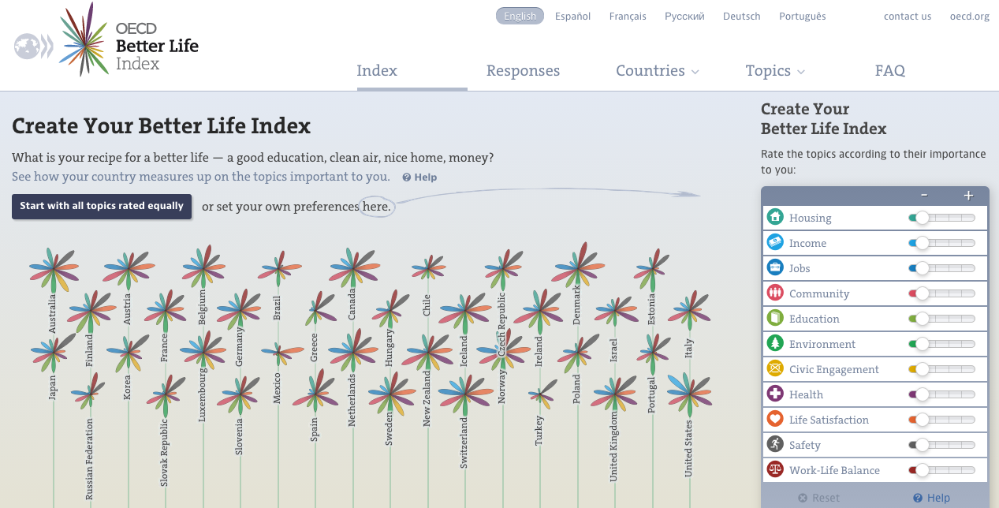 English Español Français Русский Deutsch Português contact us oecd.org
OECD
Better Life
Index
Index Responses Countries Topics FAQ
Create Your Better Life Index
What is your recipe for a better life — a good education, clean air, nice home, money?
See how your country measures up on the topics important to you. Help
Start with all topics rated equally or set your own preferences here.
Australia
Finland
Austria
France
Belgium
Germany
Brazil
Greece
Canada
Hungary
Chile
Iceland
Czech Republic
Ireland
Denmark
Israel
Estonia
Italy
Japan
Russian Federation
Korea
Slovak Republic
Luxembourg
Slovenia
Mexico
Spain
Netherlands
Sweden
New Zealand
Switzerland
Norway
Turkey
Poland
United Kingdom
Portugal
United States
Create Your
Better Life Index
Rate the topics according to their importance
to you:
- +
Housing
Income
Jobs
Community
Education
Environment
Civic Engagement
Health
Life Satisfaction
Safety
Work-Life Balance
Reset Help